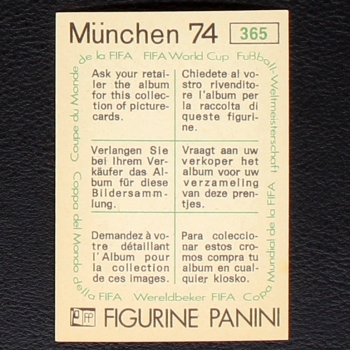 München 74 365
de la FIFA FIFA World Cup Fußball-Weltmeisterschaft
Coupe du Monde
Ask your retai-
ler the album
for this collection
of picture-
cards.
Chiedete al vo-
stro rivendito-
re l'album per
la raccolta di
queste figuri-
ne.
Verlangen Sie
bei Ihrem Ver-
käufer das Al-
bum für diese
Bildersamm-
lung.
Vraagt aan uw
verkoper het
album voor uw
verzameling
van deze pren-
tjes.
Demandez à vo-
tre détaillant
l'Album pour
la collection
de ces images.
Para coleccio-
nar estos cro-
mos compra tu
album en cual-
quier kiosko.
Coppa del Mondo
della FIFA Wereldbeker FIFA Copa Mundial de la FIFA
PFP FIGURINE PANINI